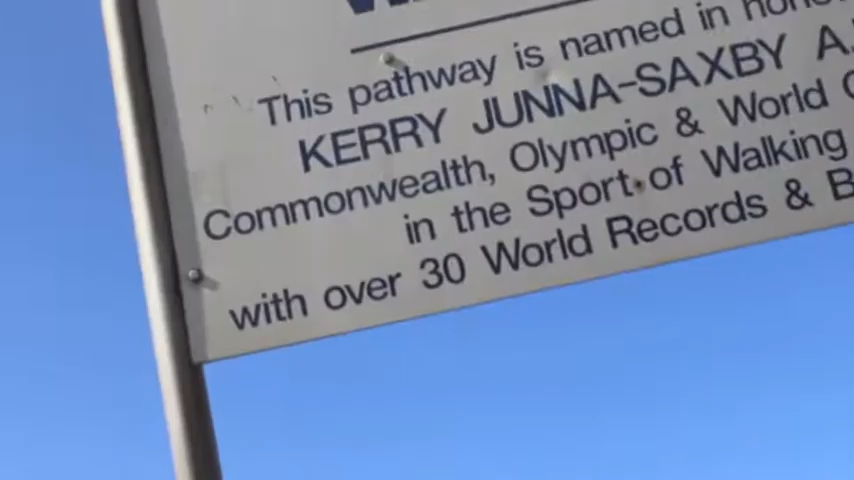 This pathway is named in
KERRY JUNNA-SAXBY
Commonwealth, Olympic & World
in the Sport of Walking
with over 30 World Records &